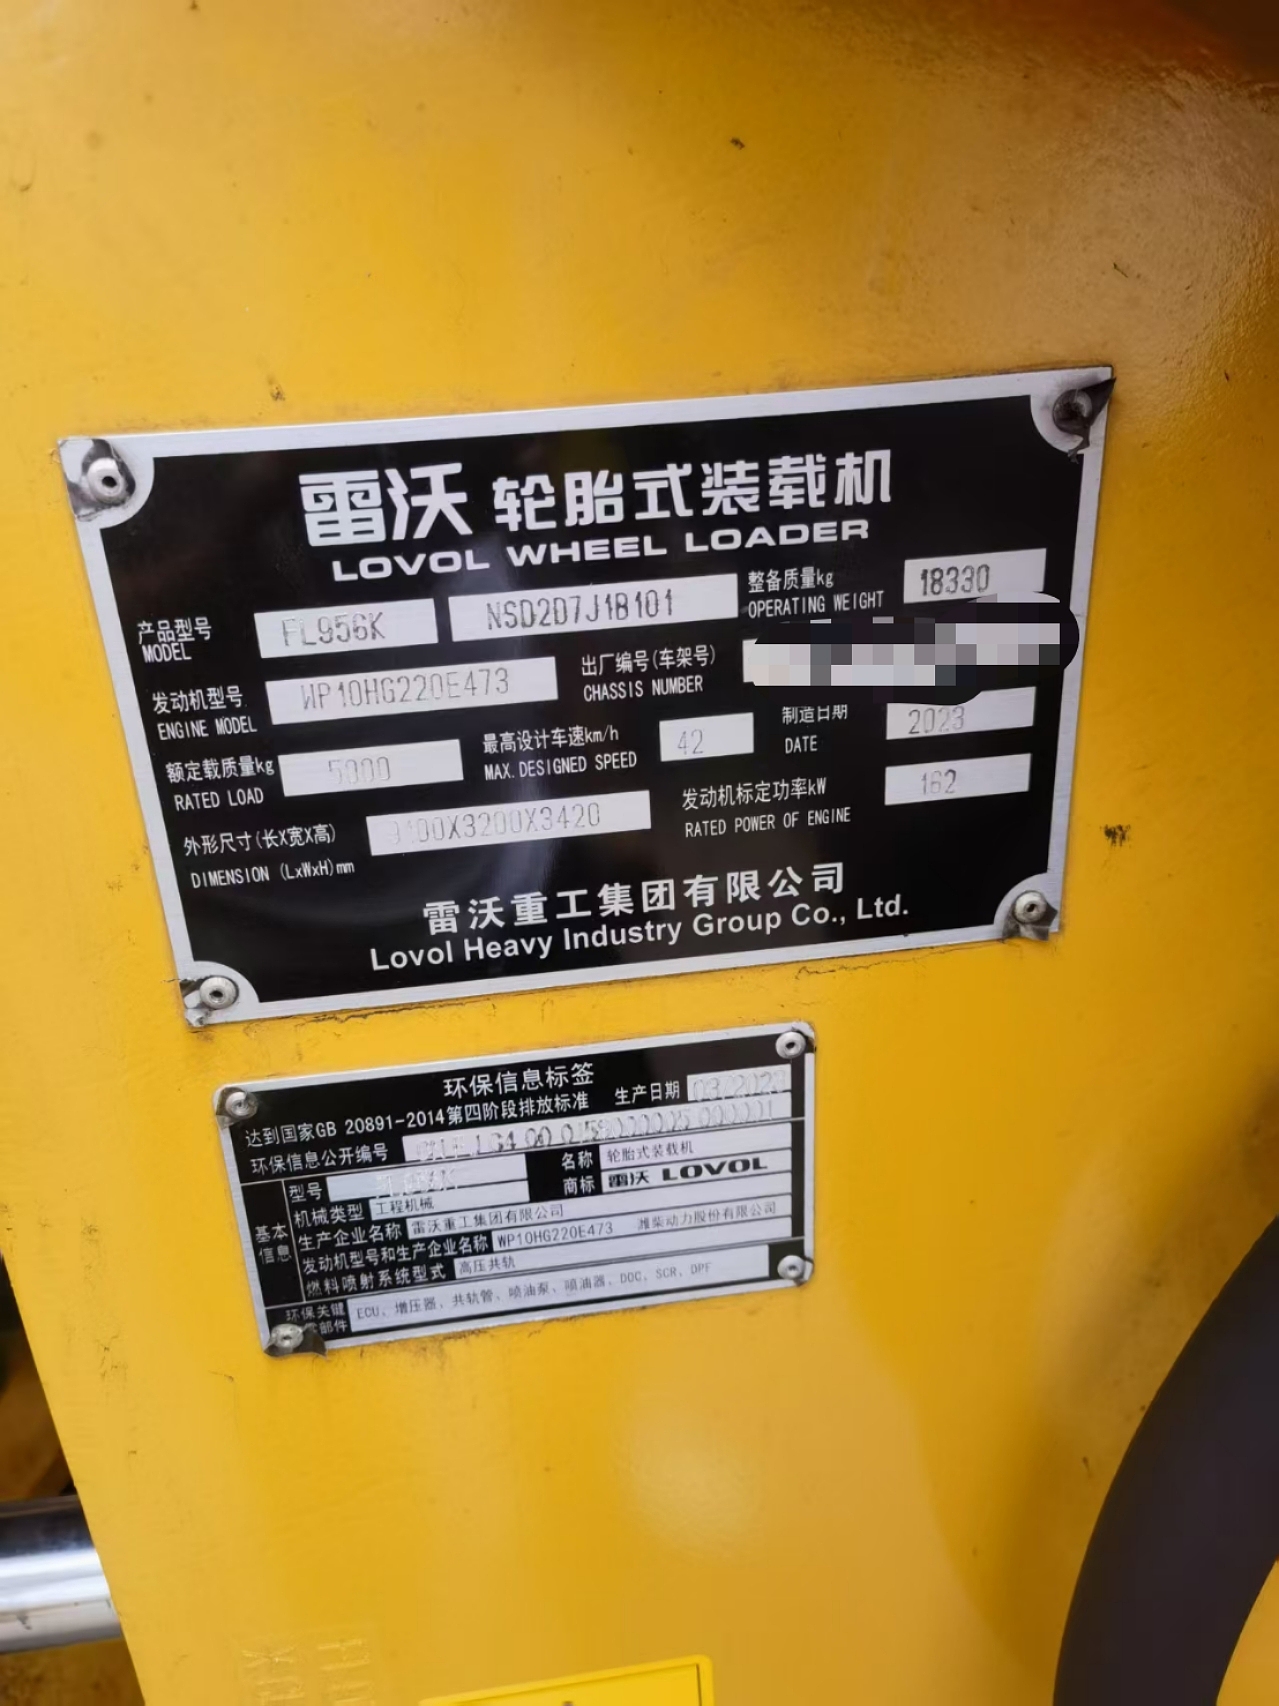 雷沃 轮胎式装载机
LOVOL WHEEL LOADER
产品型号 FL956K NSD2D7J1B101 整备质量kg 18330
MODEL OPERATING WEIGHT
发动机型号 WP10HG220E473 出厂编号(车架号)
ENGINE MODEL CHASSIS NUMBER
额定载质量kg 5000 最高设计车速km/h 42 制造日期 2023
RATED LOAD MAX.DESIGNED SPEED DATE
外形尺寸(长X宽X高) 9100X3200X3420 发动机标定功率kW 162
DIMENSION (LxWxH)mm RATED POWER OF ENGINE
雷沃重工集团有限公司
Lovol Heavy Industry Group Co., Ltd.
环保信息标签
达到国家GB 20891-2014第四阶段排放标准 生产日期
环保信息公开编号
基本信息
型号 名称 轮胎式装载机
机械类型 工程机械 商标 雷沃 LOVOL
生产企业名称 雷沃重工集团有限公司
发动机型号和生产企业名称 WP10HG220E473 潍柴动力股份有限公司
燃料喷射系统型式 高压共轨
环保关键
部件 ECU、增压器、共轨管、喷油泵、喷油器、DOC、SCR、DPF